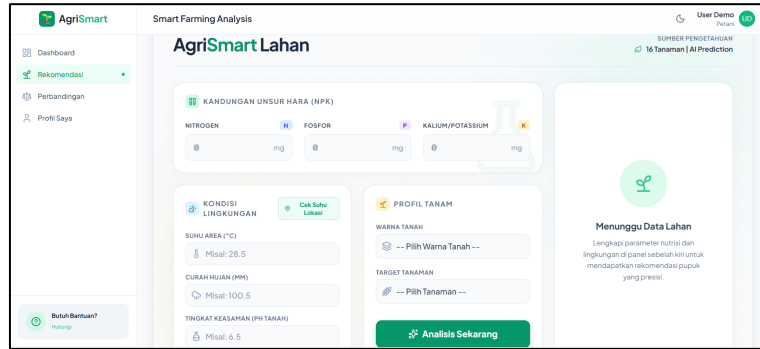 AgriSmart
Smart Farming Analysis
User Demo
Petani
UD
Dashboard
Rekomendasi
Perbandingan
Profil Saya
Butuh Bantuan?
Hubungi
AgriSmart Lahan
SUMBER PENGETAHUAN
16 Tanaman | AI Prediction
KANDUNGAN UNSUR HARA (NPK)
NITROGEN
N
0
mg
FOSFOR
P
0
mg
KALIUM/POTASSIUM
K
0
mg
KONDISI
LINGKUNGAN
Cek Suhu
Lokasi
SUHU AREA (°C)
Misal: 28.5
CURAH HUJAN (MM)
Misal: 100.5
TINGKAT KEASAMAN (PH TANAH)
Misal: 6.5
PROFIL TANAM
WARNA TANAH
-- Pilih Warna Tanah --
TARGET TANAMAN
-- Pilih Tanaman --
Analisis Sekarang
Menunggu Data Lahan
Lengkapi parameter nutrisi dan
lingkungan di panel sebelah kiri untuk
mendapatkan rekomendasi pupuk
yang presisi.